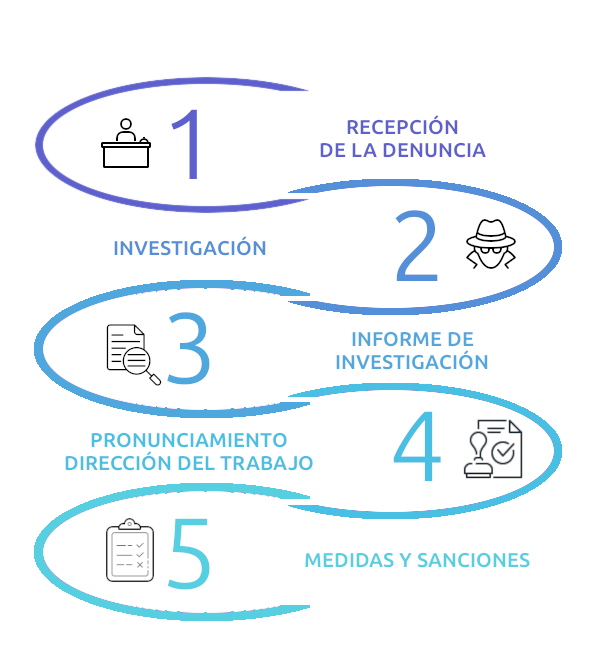 1
RECEPCIÓN
DE LA DENUNCIA
INVESTIGACIÓN
2
3
INFORME DE
INVESTIGACIÓN
PRONUNCIAMIENTO
DIRECCIÓN DEL TRABAJO
4
5
MEDIDAS Y SANCIONES